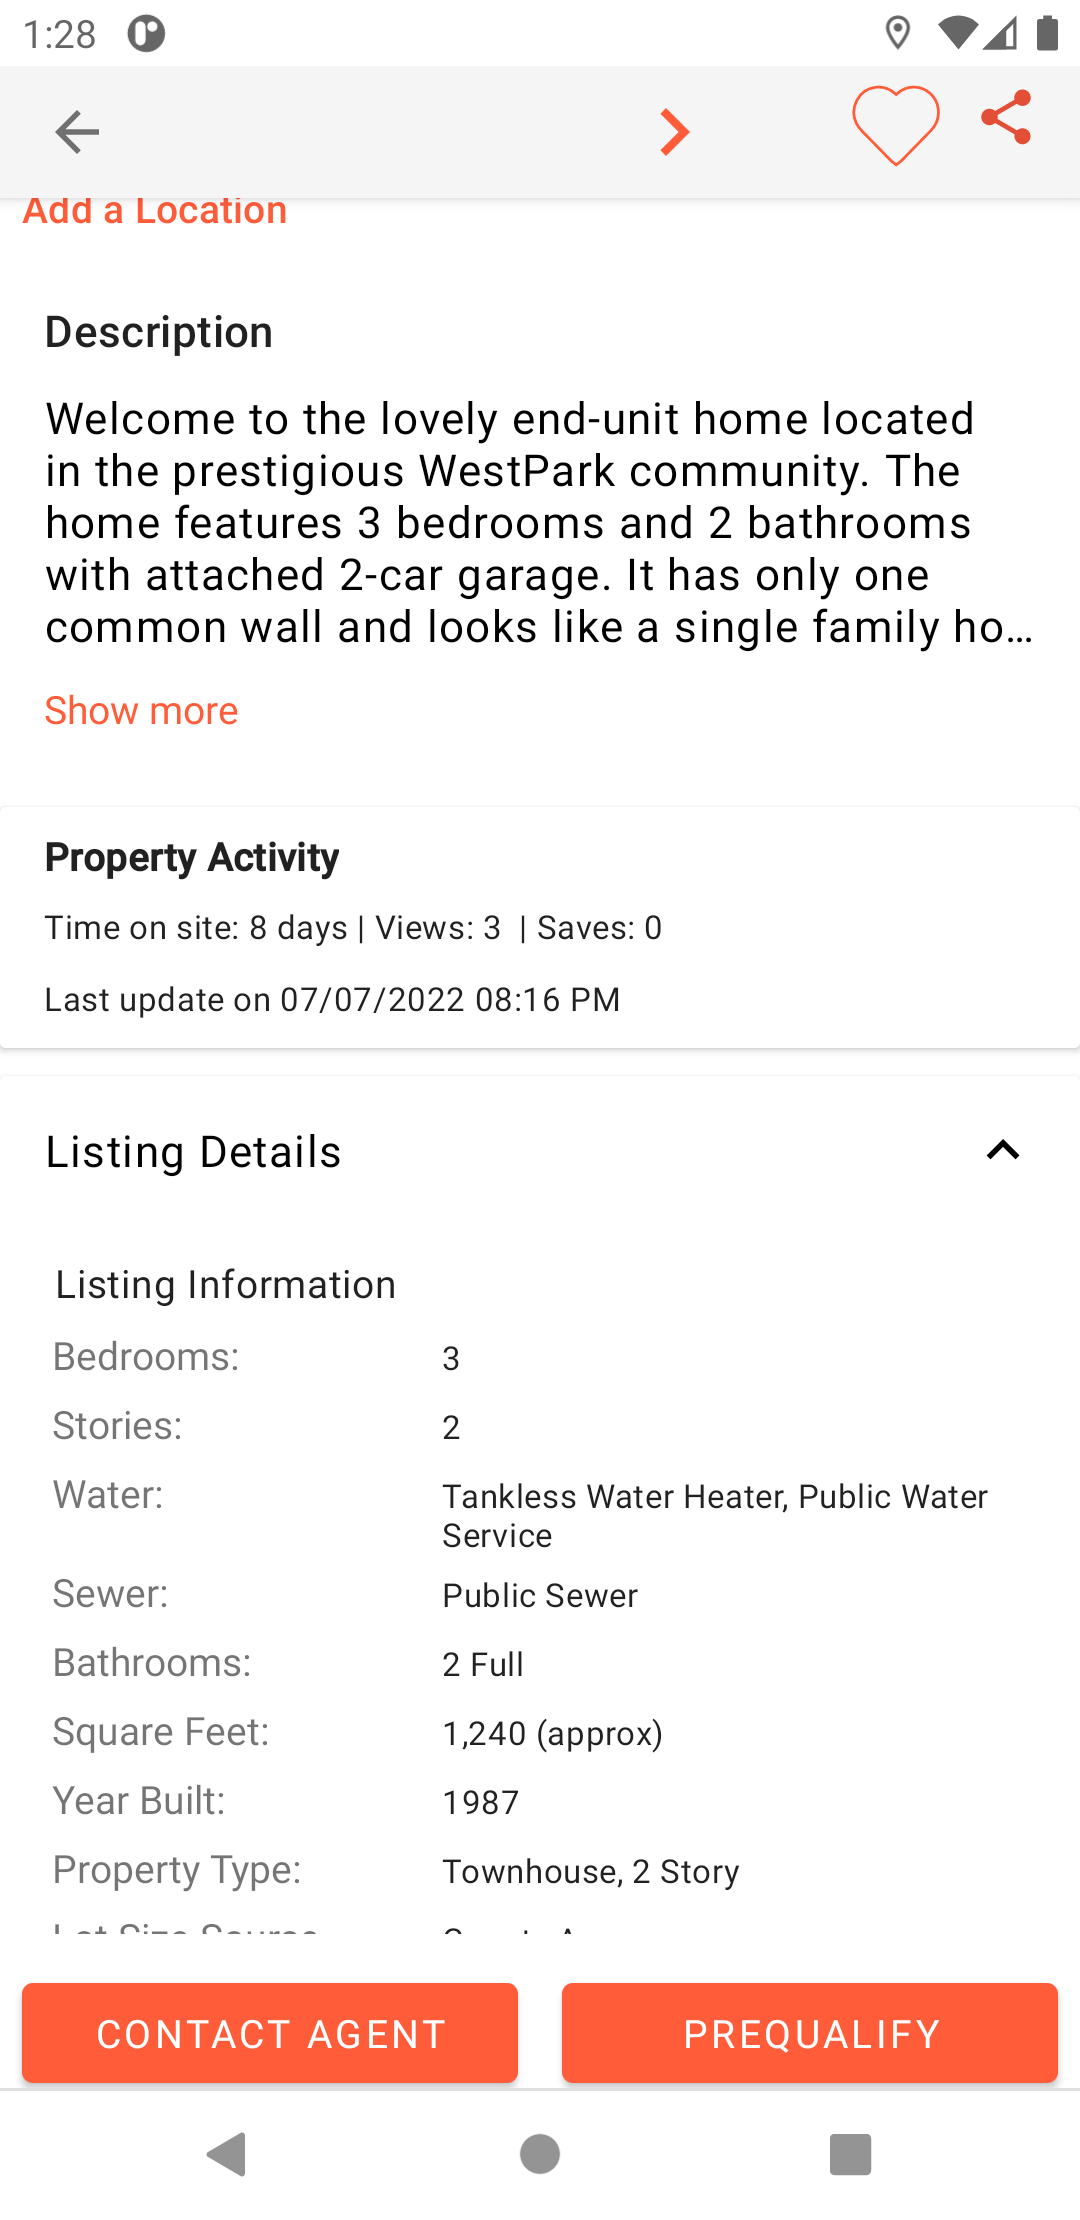 1:28
Add a Location
Description
Welcome to the lovely end-unit home located
in the prestigious WestPark community. The
home features 3 bedrooms and 2 bathrooms
with attached 2-car garage. It has only one
common wall and looks like a single family ho…
Show more
Property Activity
Time on site: 8 days | Views: 3 | Saves: 0
Last update on 07/07/2022 08:16 PM
Listing Details
Listing Information
Bedrooms: 3
Stories: 2
Water: Tankless Water Heater, Public Water
Service
Sewer: Public Sewer
Bathrooms: 2 Full
Square Feet: 1,240 (approx)
Year Built: 1987
Property Type: Townhouse, 2 Story
Lot Size Source
CONTACT AGENT PREQUALIFY